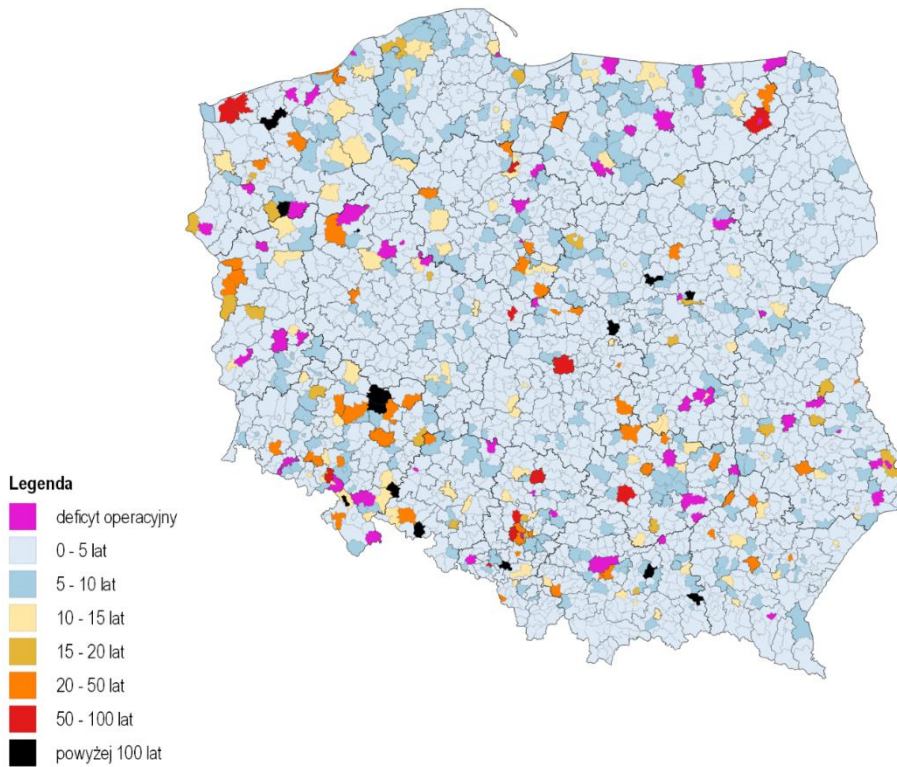 Legenda
deficyt operacyjny
0 - 5 lat
5 - 10 lat
10 - 15 lat
15 - 20 lat
20 - 50 lat
50 - 100 lat
powyżej 100 lat